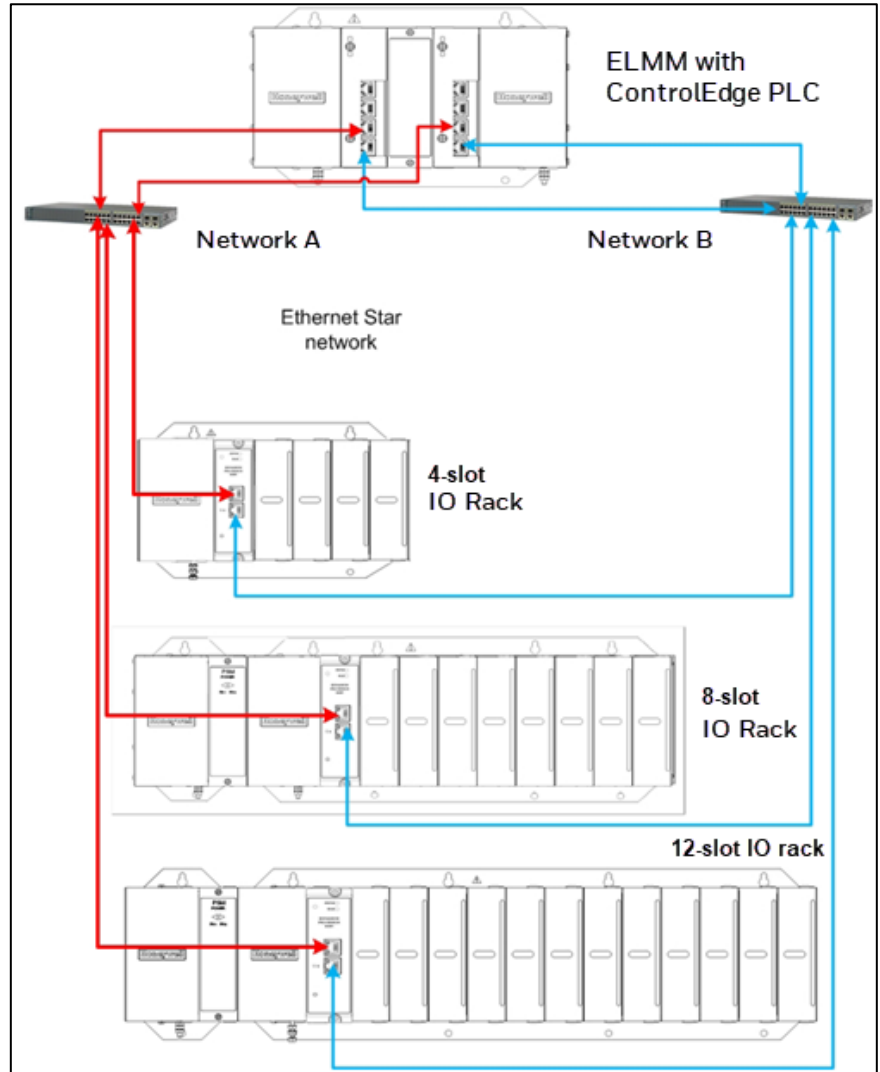 ELMM with
ControlEdge PLC
Network A
Network B
Ethernet Star
network
4-slot
IO Rack
8-slot
IO Rack
12-slot IO rack